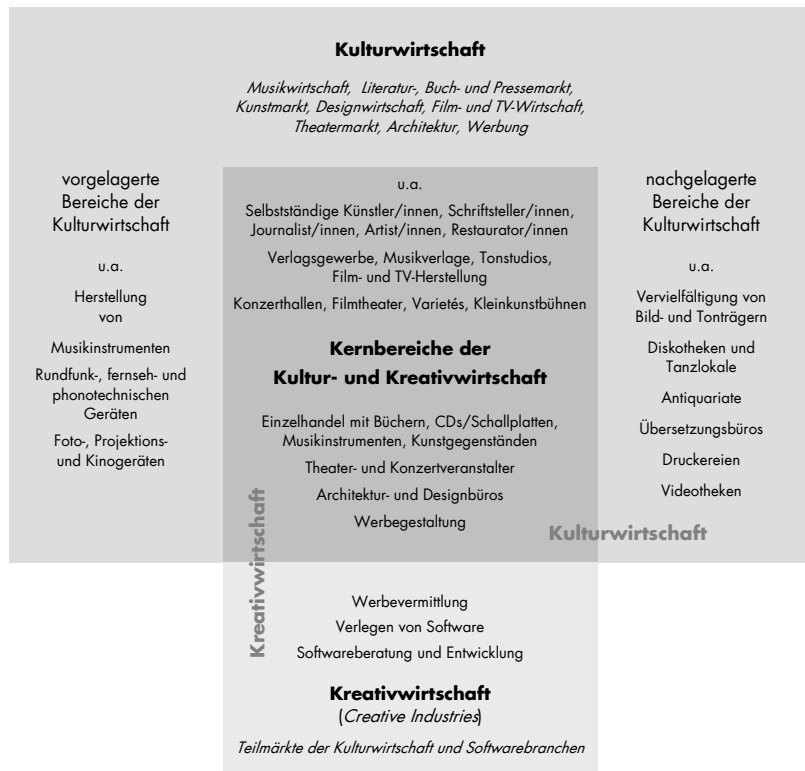 Kulturwirtschaft
Musikwirtschaft, Literatur-, Buch- und Pressemarkt,
Kunstmarkt, Designwirtschaft, Film- und TV-Wirtschaft,
Theatermarkt, Architektur, Werbung
vorgelagerte
Bereiche der
Kulturwirtschaft
u.a.
Herstellung
von
Musikinstrumenten
Rundfunk-, fernseh- und
phonotechnischen
Geräten
Foto-, Projektions-
und Kinogeräten
u.a.
Selbstständige Künstler/innen, Schriftsteller/innen,
Journalist/innen, Artist/innen, Restaurator/innen
Verlagsgewerbe, Musikverlage, Tonstudios,
Film- und TV-Herstellung
Konzerthallen, Filmtheater, Varietés, Kleinkunstbühnen
Kernbereiche der
Kultur- und Kreativwirtschaft
Einzelhandel mit Büchern, CDs/Schallplatten,
Musikinstrumenten, Kunstgegenständen
Theater- und Konzertveranstalter
Architektur- und Designbüros
Werbegestaltung
nachgelagerte
Bereiche der
Kulturwirtschaft
u.a.
Vervielfältigung von
Bild- und Tonträgern
Diskotheken und
Tanzlokale
Antiquariate
Übersetzungsbüros
Druckereien
Videotheken
Kulturwirtschaft
Kreativwirtschaft
Werbevermittlung
Verlegen von Software
Softwareberatung und Entwicklung
Kreativwirtschaft
(Creative Industries)
Teilmärkte der Kulturwirtschaft und Softwarebranchen